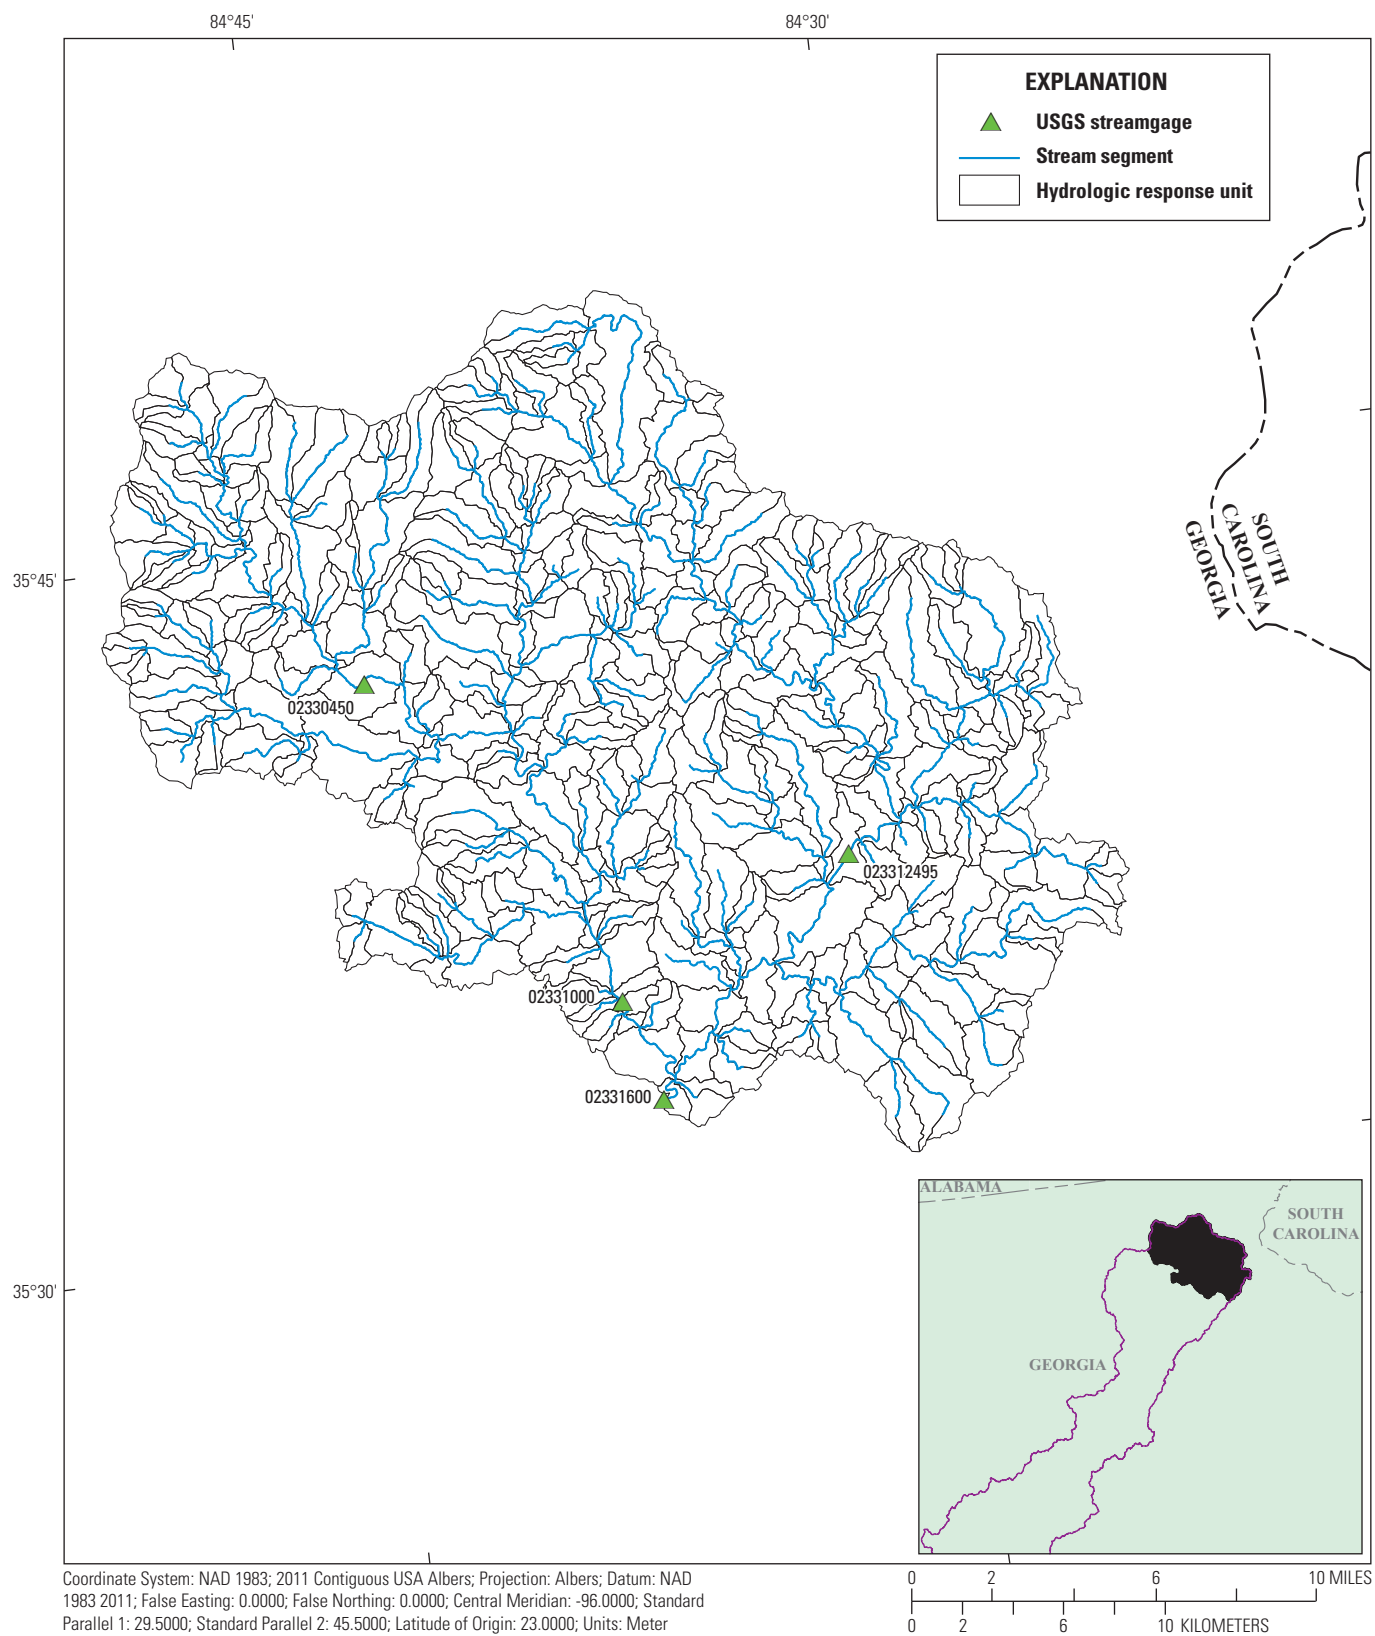 84°45'
84°30'
EXPLANATION
USGS streamgage
Stream segment
Hydrologic response unit
SOUTH
CAROLINA
GEORGIA
35°45'
02330450
023312495
02331000
02331600
ALABAMA
SOUTH
CAROLINA
GEORGIA
35°30'
Coordinate System: NAD 1983; 2011 Contiguous USA Albers; Projection: Albers; Datum: NAD
1983 2011; False Easting: 0.0000; False Northing: 0.0000; Central Meridian: -96.0000; Standard
Parallel 1: 29.5000; Standard Parallel 2: 45.5000; Latitude of Origin: 23.0000; Units: Meter
0 2 6 10 MILES
0 2 6 10 KILOMETERS